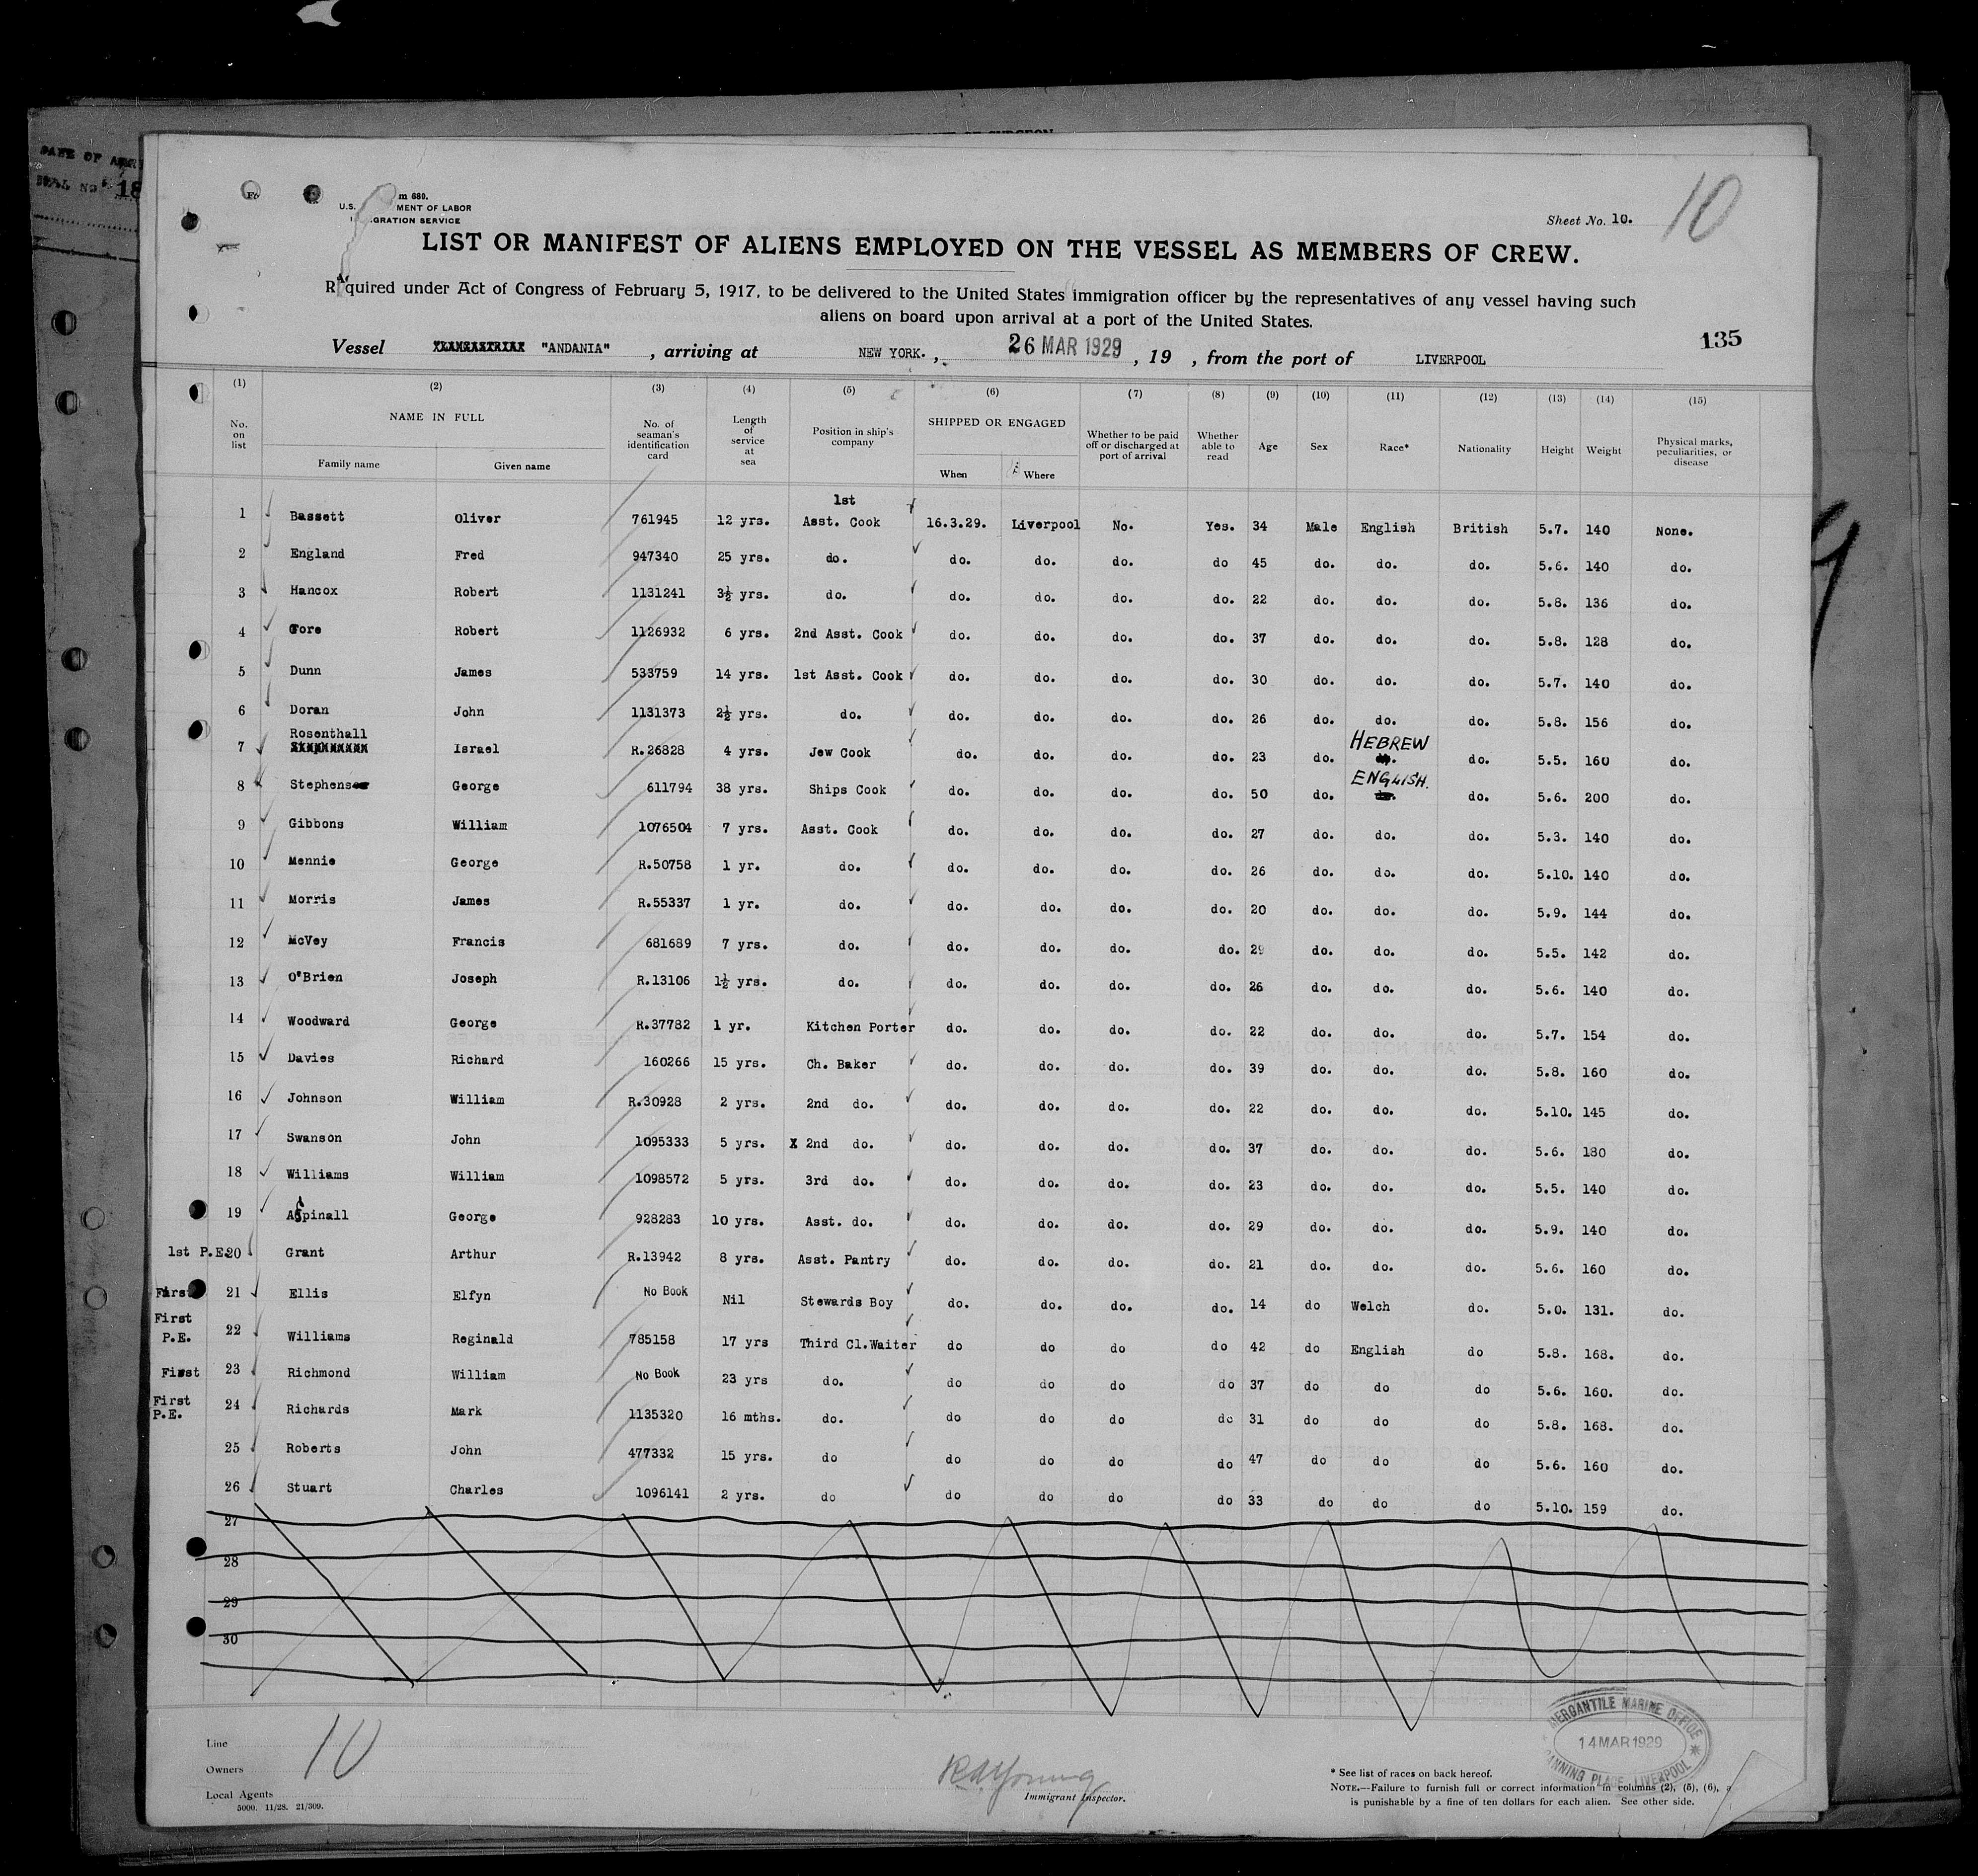 DATE OF ARR
18
m 680.
U.S. MENT OF LABOR
GRATION SERVICE
Sheet No. 10.
10
LIST OR MANIFEST OF ALIENS EMPLOYED ON THE VESSEL AS MEMBERS OF CREW.
Required under Act of Congress of February 5, 1917, to be delivered to the United States immigration officer by the representatives of any vessel having such
aliens on board upon arrival at a port of the United States.
135
Vessel "ANDANIA" , arriving at NEW YORK. , 26 MAR 1929 , 19 , from the port of LIVERPOOL
(1) (2) (3) (4) (5) (6) (7) (8) (9) (10) (11) (12) (13) (14) (15)
No. on list NAME IN FULL Family name Given name No. of seaman's identification card Length of service at sea Position in ship's company SHIPPED OR ENGAGED When Where Whether to be paid off or discharged at port of arrival Whether able to read Age Sex Race* Nationality Height Weight Physical marks, peculiarities, or disease
1 Bassett Oliver 761945 12 yrs. 1st Asst. Cook 16.3.29. Liverpool No. Yes. 34 Male English British 5.7. 140 None.
2 England Fred 947340 25 yrs. do. do. do. do. do 45 do. do. do. 5.6. 140 do.
3 Hancox Robert 1131241 3½ yrs. do. do. do. do. do. 22 do. do. do. 5.8. 136 do.
4 Gore Robert 1126932 6 yrs. 2nd Asst. Cook do. do. do. do. 37 do. do. do. 5.8. 128 do.
5 Dunn James 533759 14 yrs. 1st Asst. Cook do. do. do. do. 30 do. do. do. 5.7. 140 do.
6 Doran John 1131373 2½ yrs. do. do. do. do. do. 26 do. do. do. 5.8. 156 do.
7 Rosenthall Israel R.26828 4 yrs. Jew Cook do. do. do. do. 23 do. HEBREW do. 5.5. 160 do.
8 Stephens George 611794 38 yrs. Ships Cook do. do. do. do. 50 do. ENGLISH. do. 5.6. 200 do.
9 Gibbons William 1076504 7 yrs. Asst. Cook do. do. do. do. 27 do. do. do. 5.3. 140 do.
10 Mennie George R.50758 1 yr. do. do. do. do. do. 26 do. do. do. 5.10. 140 do.
11 Morris James R.55337 1 yr. do. do. do. do. do. 20 do. do. do. 5.9. 144 do.
12 McVey Francis 681689 7 yrs. do. do. do. do. do. 29 do. do. do. 5.5. 142 do.
13 O'Brien Joseph R.13106 1½ yrs. do. do. do. do. do. 26 do. do. do. 5.6. 140 do.
14 Woodward George R.37782 1 yr. Kitchen Porter do. do. do. do. 22 do. do. do. 5.7. 154 do.
15 Davies Richard 160266 15 yrs. Ch. Baker do. do. do. do. 39 do. do. do. 5.8. 160 do.
16 Johnson William R.30928 2 yrs. 2nd do. do. do. do. do. 22 do. do. do. 5.10. 145 do.
17 Swanson John 1095333 5 yrs. X 2nd do. do. do. do. do. 37 do. do. do. 5.6. 180 do.
18 Williams William 1098572 5 yrs. 3rd do. do. do. do. do. 23 do. do. do. 5.5. 140 do.
19 Aspinall George 928283 10 yrs. Asst. do. do. do. do. do. 29 do. do. do. 5.9. 140 do.
1st P.E. 20 Grant Arthur R.13942 8 yrs. Asst. Pantry do. do. do. do. 21 do. do. do. 5.6. 160 do.
First 21 Ellis Elfyn No Book Nil Stewards Boy do. do. do. do. 14 do Welch do. 5.0. 131. do.
First P.E. 22 Williams Reginald 785158 17 yrs Third Cl.Waiter do do do do 42 do English do 5.8. 168. do.
First 23 Richmond William No Book 23 yrs do. do do do do 37 do do do 5.6. 160. do.
First P.E. 24 Richards Mark 1135320 16 mths. do. do do do do 31 do do do 5.8. 168. do.
25 Roberts John 477332 15 yrs. do do do do do 47 do do do 5.6. 160 do.
26 Stuart Charles 1096141 2 yrs. do do do do do 33 do do do 5.10. 159 do.
27
28
29
30
Line
Owners
Local Agents
5000. 11/28. 21/309.
10
R.A. Young
Immigrant Inspector.
MERCANTILE MARINE OFFICE
14 MAR 1929
CANNING PLACE, LIVERPOOL
* See list of races on back hereof.
NOTE.—Failure to furnish full or correct information in columns (2), (5), (6), a
is punishable by a fine of ten dollars for each alien. See other side.